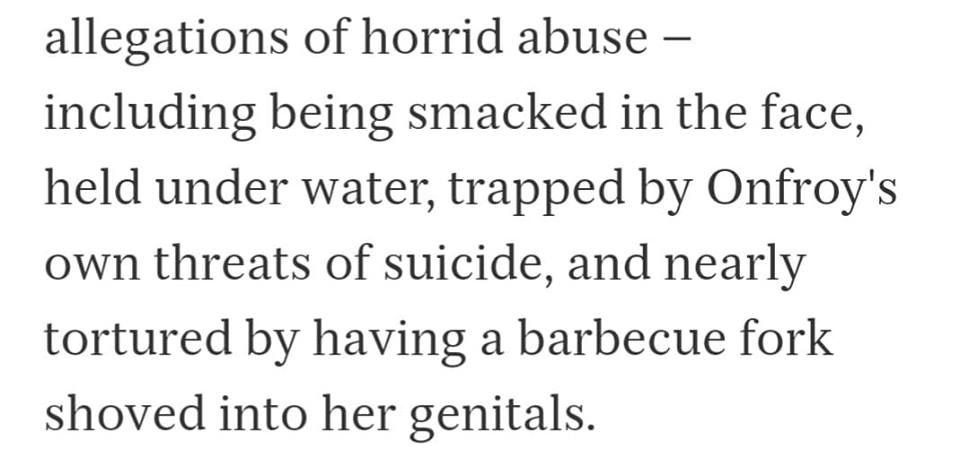 allegations of horrid abuse –
including being smacked in the face,
held under water, trapped by Onfroy's
own threats of suicide, and nearly
tortured by having a barbecue fork
shoved into her genitals.